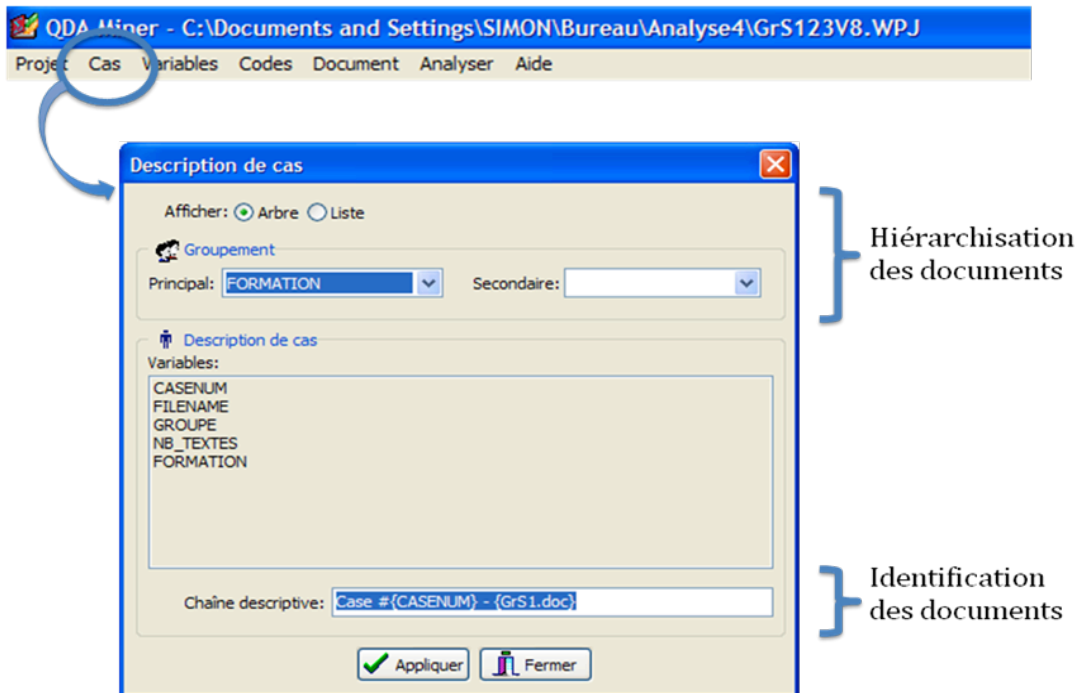 QDA Miner - C:\Documents and Settings\SIMON\Bureau\Analyse4\GrS123V8.WPJ
Projet Cas Variables Codes Document Analyser Aide
Description de cas
Afficher: Arbre Liste
Groupement
Principal: FORMATION Secondaire:
Hiérarchisation
des documents
Description de cas
Variables:
CASENUM
FILENAME
GROUPE
NB_TEXTES
FORMATION
Chaîne descriptive: Case #{CASENUM} - {GrS1.doc}
Identification
des documents
Appliquer Fermer